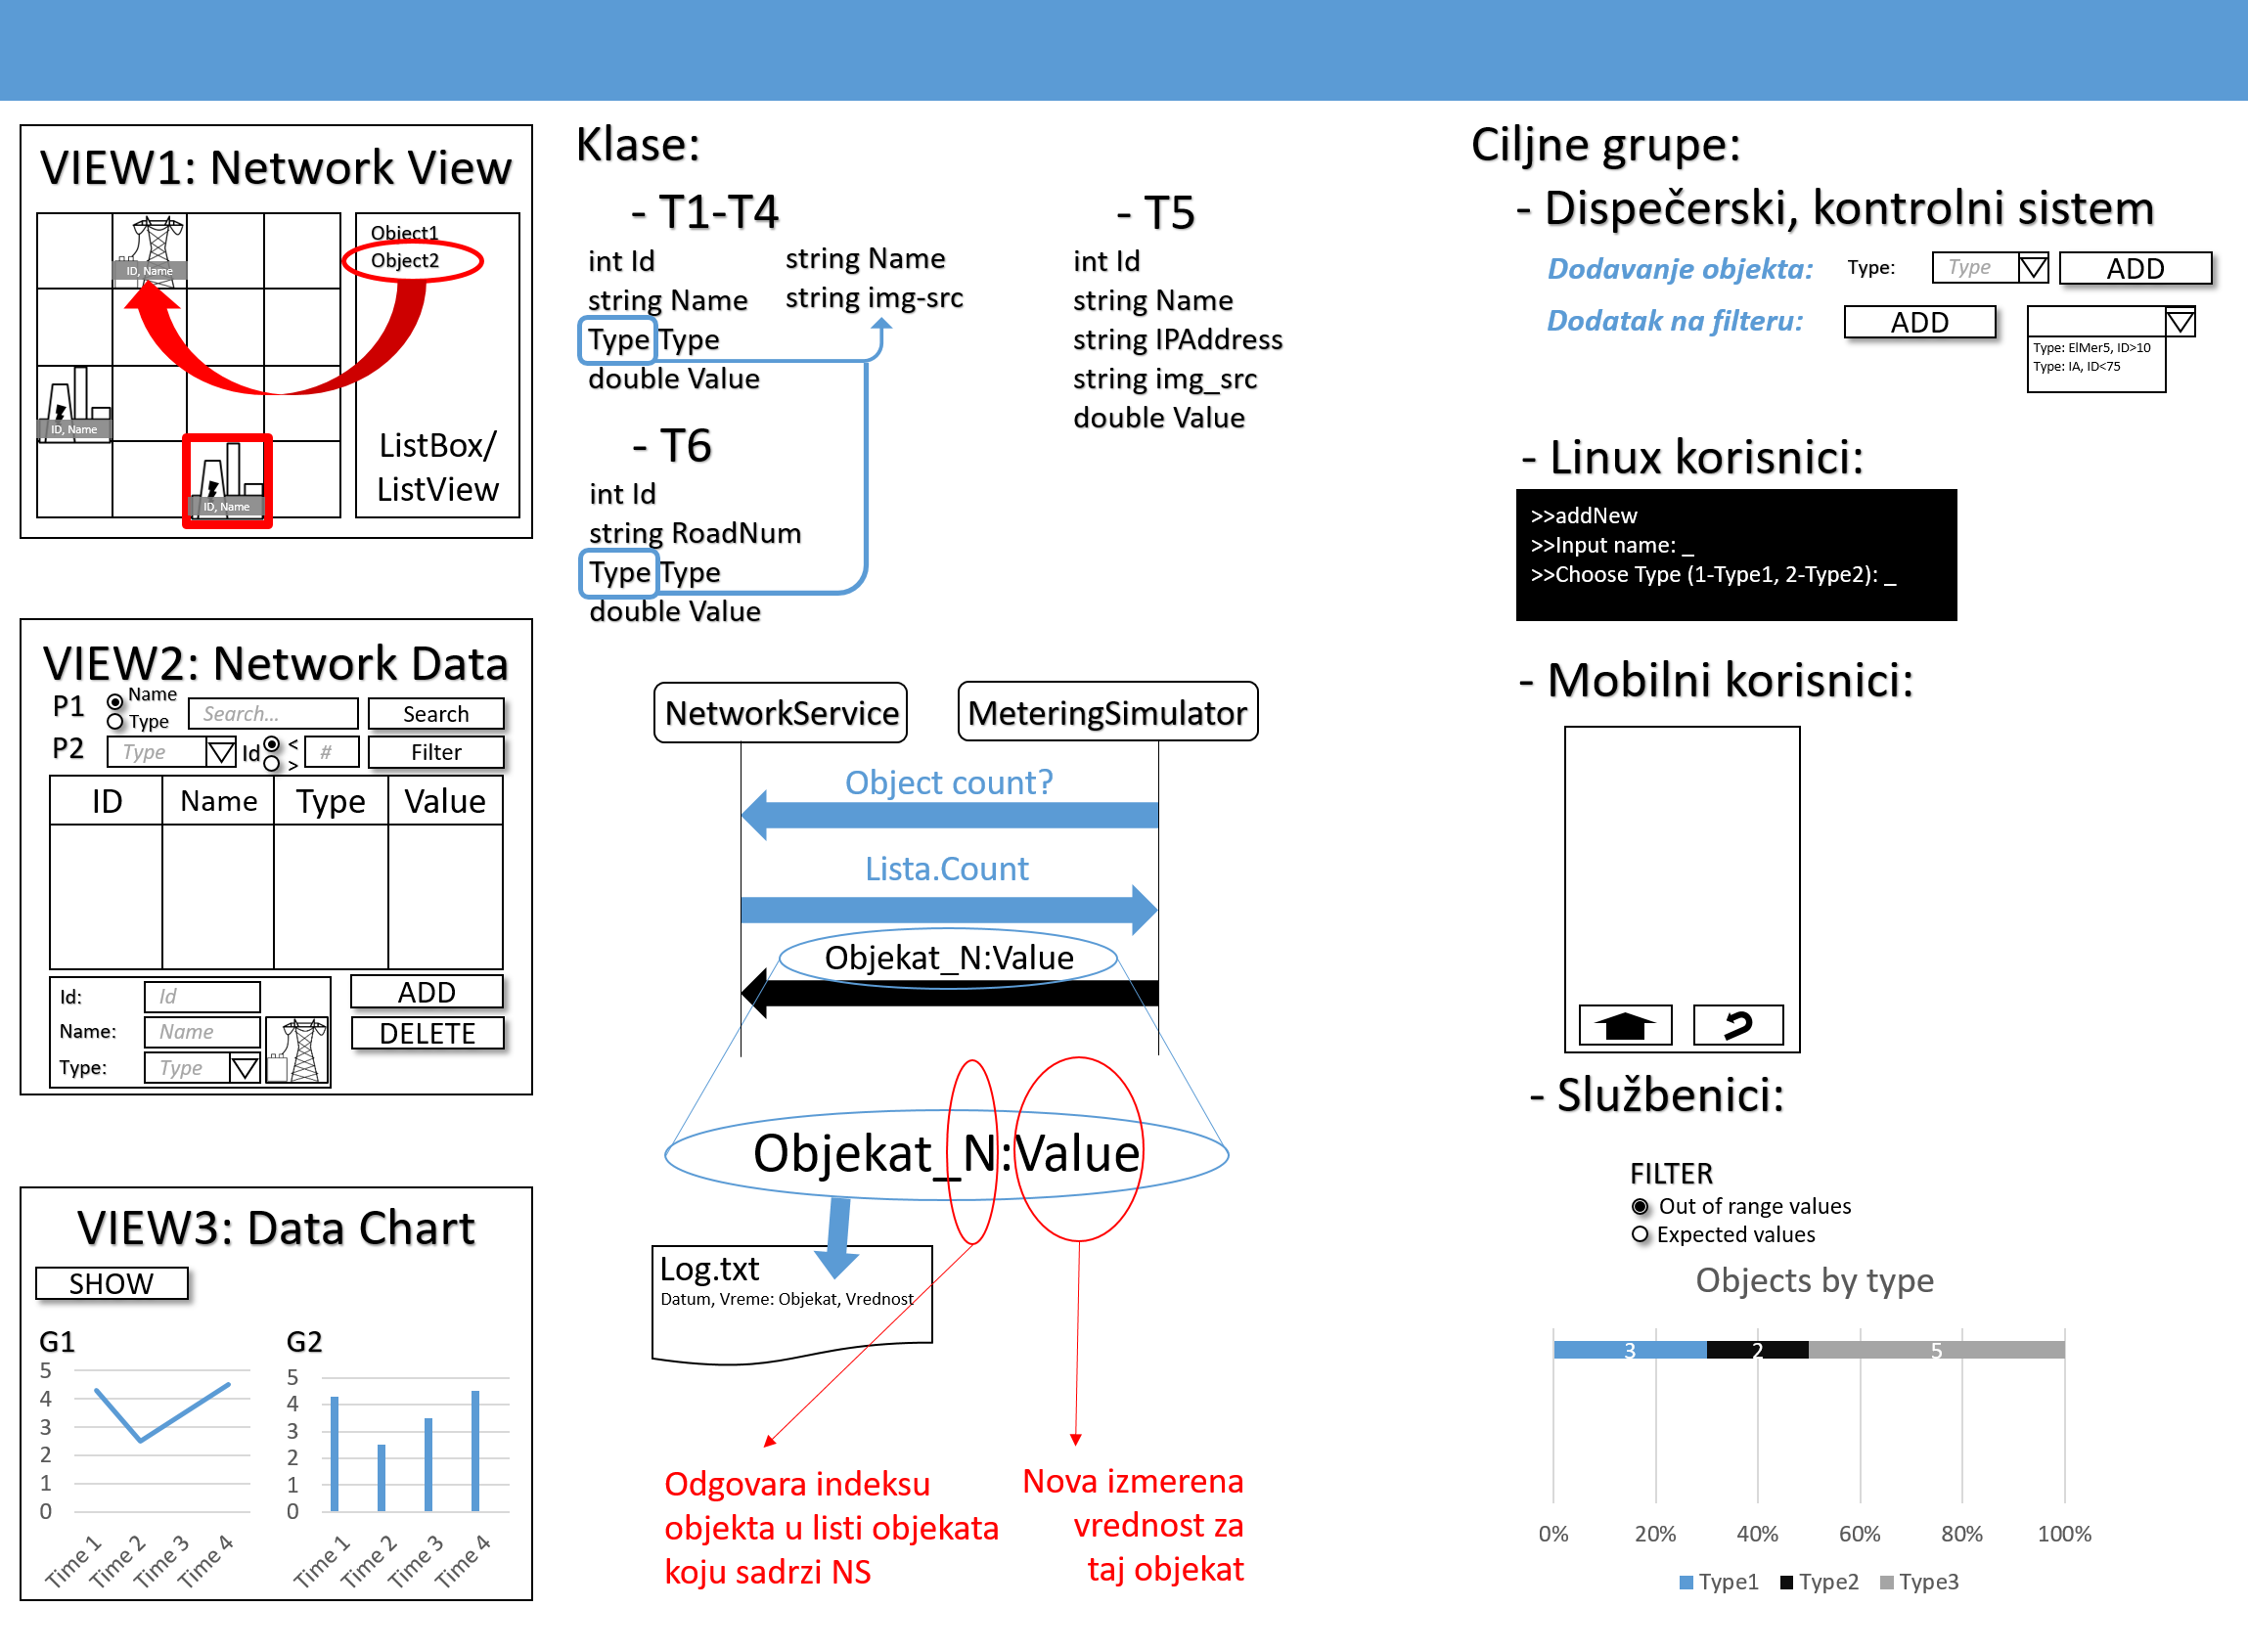 VIEW1: Network View
Object1
Object2
ID, Name
ID, Name
ID, Name
ListBox/
ListView
VIEW2: Network Data
P1
Name
Type
Search...
Search
P2
Type
Id
<
>
#
Filter
ID Name Type Value
Id:
Id
Name:
Name
Type:
Type
ADD
DELETE
VIEW3: Data Chart
SHOW
G1
5
4
3
2
1
0
Time 1
Time 2
Time 3
Time 4
G2
5
4
3
2
1
0
Time 1
Time 2
Time 3
Time 4
Klase:
- T1-T4
int Id
string Name
Type Type
double Value
string Name
string img-src
- T5
int Id
string Name
string IPAddress
string img_src
double Value
- T6
int Id
string RoadNum
Type Type
double Value
NetworkService
MeteringSimulator
Object count?
Lista.Count
Objekat_N:Value
Objekat_N:Value
Log.txt
Datum, Vreme: Objekat, Vrednost
Odgovara indeksu
objekta u listi objekata
koju sadrzi NS
Nova izmerena
vrednost za
taj objekat
Ciljne grupe:
- Dispečerski, kontrolni sistem
Dodavanje objekta:
Type:
Type
ADD
Dodatak na filteru:
ADD
Type: ElMer5, ID>10
Type: IA, ID<75
- Linux korisnici:
>>addNew
>>Input name: _
>>Choose Type (1-Type1, 2-Type2): _
- Mobilni korisnici:
- Službenici:
FILTER
Out of range values
Expected values
Objects by type
3 2 5
0% 20% 40% 60% 80% 100%
Type1 Type2 Type3